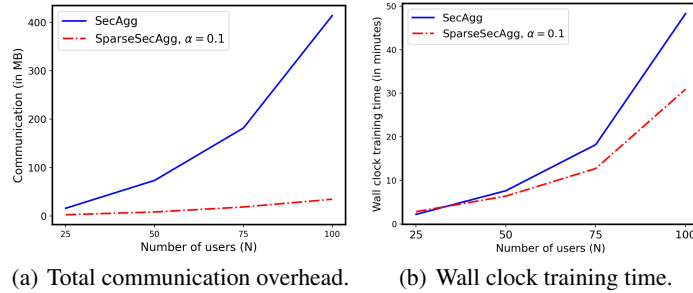 SecAgg
SparseSecAgg, α = 0.1
Communication (in MB)
400
300
200
100
0
25 50 75 100
Number of users (N)
(a) Total communication overhead.
SecAgg
SparseSecAgg, α = 0.1
Wall clock training time (in minutes)
50
40
30
20
10
0
25 50 75 100
Number of users (N)
(b) Wall clock training time.